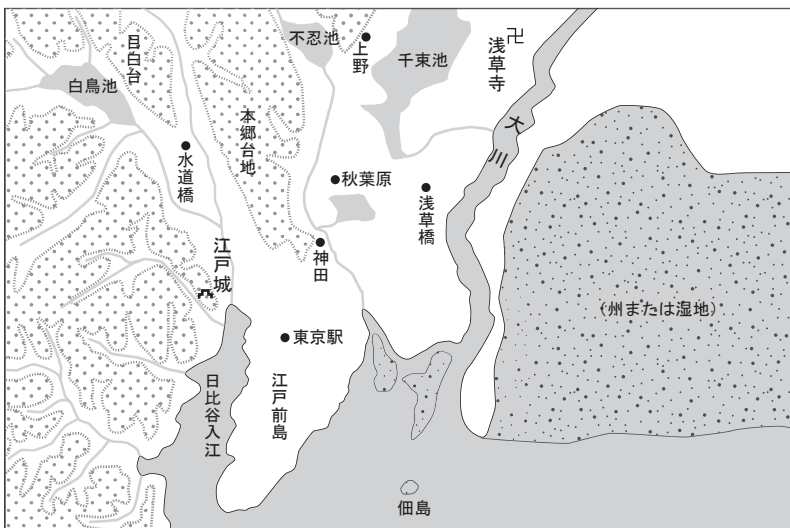 目白台
白鳥池
水道橋
本郷台地
不忍池
上野
千束池
浅草寺
卍
大川
秋葉原
浅草橋
神田
江戸城
東京駅
江戸前島
日比谷入江
(州または湿地)
佃島